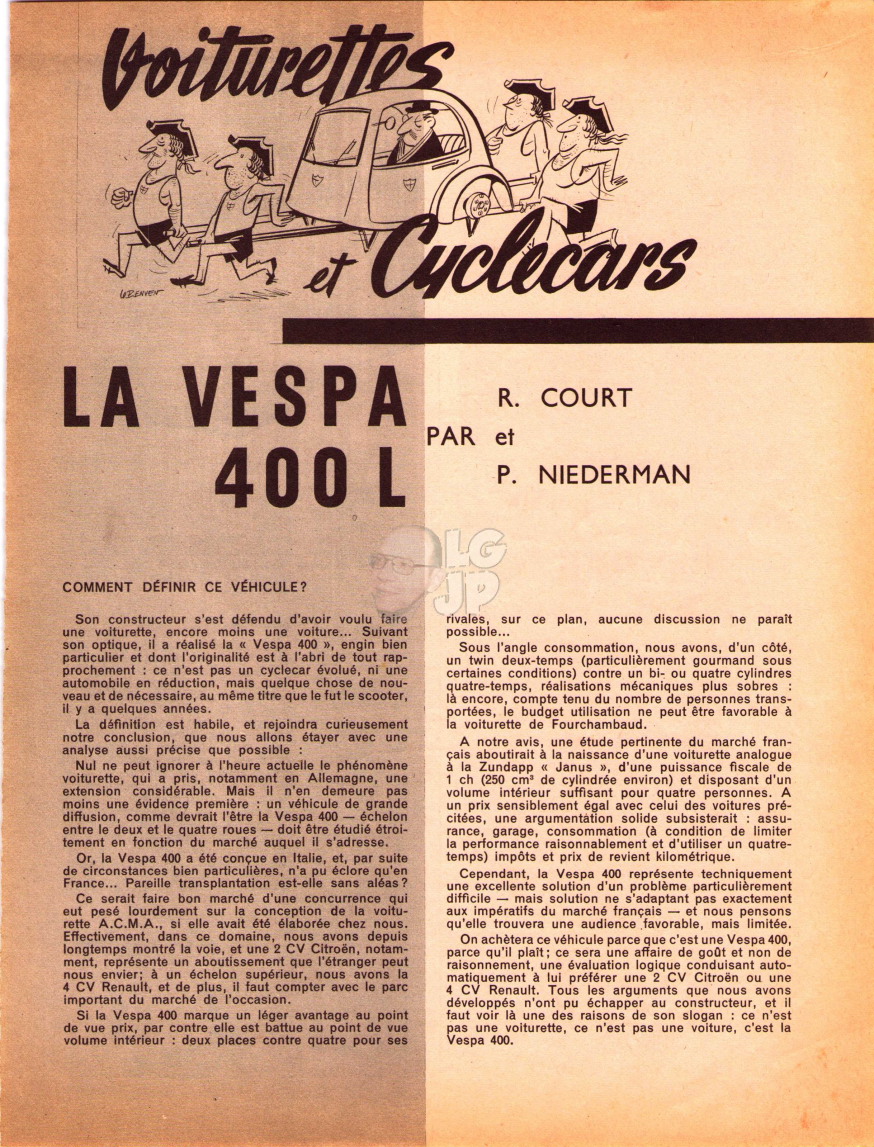 Voiturettes
et Cyclecars
LE BENVEN
LA VESPA
400 L
R. COURT
PAR et
P. NIEDERMAN
LG
JP
COMMENT DÉFINIR CE VÉHICULE?
Son constructeur s'est défendu d'avoir voulu faire
une voiturette, encore moins une voiture... Suivant
son optique, il a réalisé la « Vespa 400 », engin bien
particulier et dont l'originalité est à l'abri de tout rap-
prochement : ce n'est pas un cyclecar évolué, ni une
automobile en réduction, mais quelque chose de nou-
veau et de nécessaire, au même titre que le fut le scooter,
il y a quelques années.
La définition est habile, et rejoindra curieusement
notre conclusion, que nous allons étayer avec une
analyse aussi précise que possible :
Nul ne peut ignorer à l'heure actuelle le phénomène
voiturette, qui a pris, notamment en Allemagne, une
extension considérable. Mais il n'en demeure pas
moins une évidence première : un véhicule de grande
diffusion, comme devrait l'être la Vespa 400 — échelon
entre le deux et le quatre roues — doit être étudié étroi-
tement en fonction du marché auquel il s'adresse.
Or, la Vespa 400 a été conçue en Italie, et, par suite
de circonstances bien particulières, n'a pu éclore qu'en
France... Pareille transplantation est-elle sans aléas?
Ce serait faire bon marché d'une concurrence qui
eut pesé lourdement sur la conception de la voitu-
rette A.C.M.A., si elle avait été élaborée chez nous.
Effectivement, dans ce domaine, nous avons depuis
longtemps montré la voie, et une 2 CV Citroën, notam-
ment, représente un aboutissement que l'étranger peut
nous envier; à un échelon supérieur, nous avons la
4 CV Renault, et de plus, il faut compter avec le parc
important du marché de l'occasion.
Si la Vespa 400 marque un léger avantage au point
de vue prix, par contre elle est battue au point de vue
volume intérieur : deux places contre quatre pour ses
rivales, sur ce plan, aucune discussion ne paraît
possible...
Sous l'angle consommation, nous avons, d'un côté,
un twin deux-temps (particulièrement gourmand sous
certaines conditions) contre un bi- ou quatre cylindres
quatre-temps, réalisations mécaniques plus sobres :
là encore, compte tenu du nombre de personnes trans-
portées, le budget utilisation ne peut être favorable à
la voiturette de Fourchambaud.
A notre avis, une étude pertinente du marché fran-
çais aboutirait à la naissance d'une voiturette analogue
à la Zundapp « Janus », d'une puissance fiscale de
1 ch (250 cm³ de cylindrée environ) et disposant d'un
volume intérieur suffisant pour quatre personnes. A
un prix sensiblement égal avec celui des voitures pré-
citées, une argumentation solide subsisterait : assu-
rance, garage, consommation (à condition de limiter
la performance raisonnablement et d'utiliser un quatre-
temps) impôts et prix de revient kilométrique.
Cependant, la Vespa 400 représente techniquement
une excellente solution d'un problème particulièrement
difficile — mais solution ne s'adaptant pas exactement
aux impératifs du marché français — et nous pensons
qu'elle trouvera une audience favorable, mais limitée.
On achètera ce véhicule parce que c'est une Vespa 400,
parce qu'il plaît; ce sera une affaire de goût et non de
raisonnement, une évaluation logique conduisant auto-
matiquement à lui préférer une 2 CV Citroën ou une
4 CV Renault. Tous les arguments que nous avons
développés n'ont pu échapper au constructeur, et il
faut voir là une des raisons de son slogan : ce n'est
pas une voiturette, ce n'est pas une voiture, c'est la
Vespa 400.